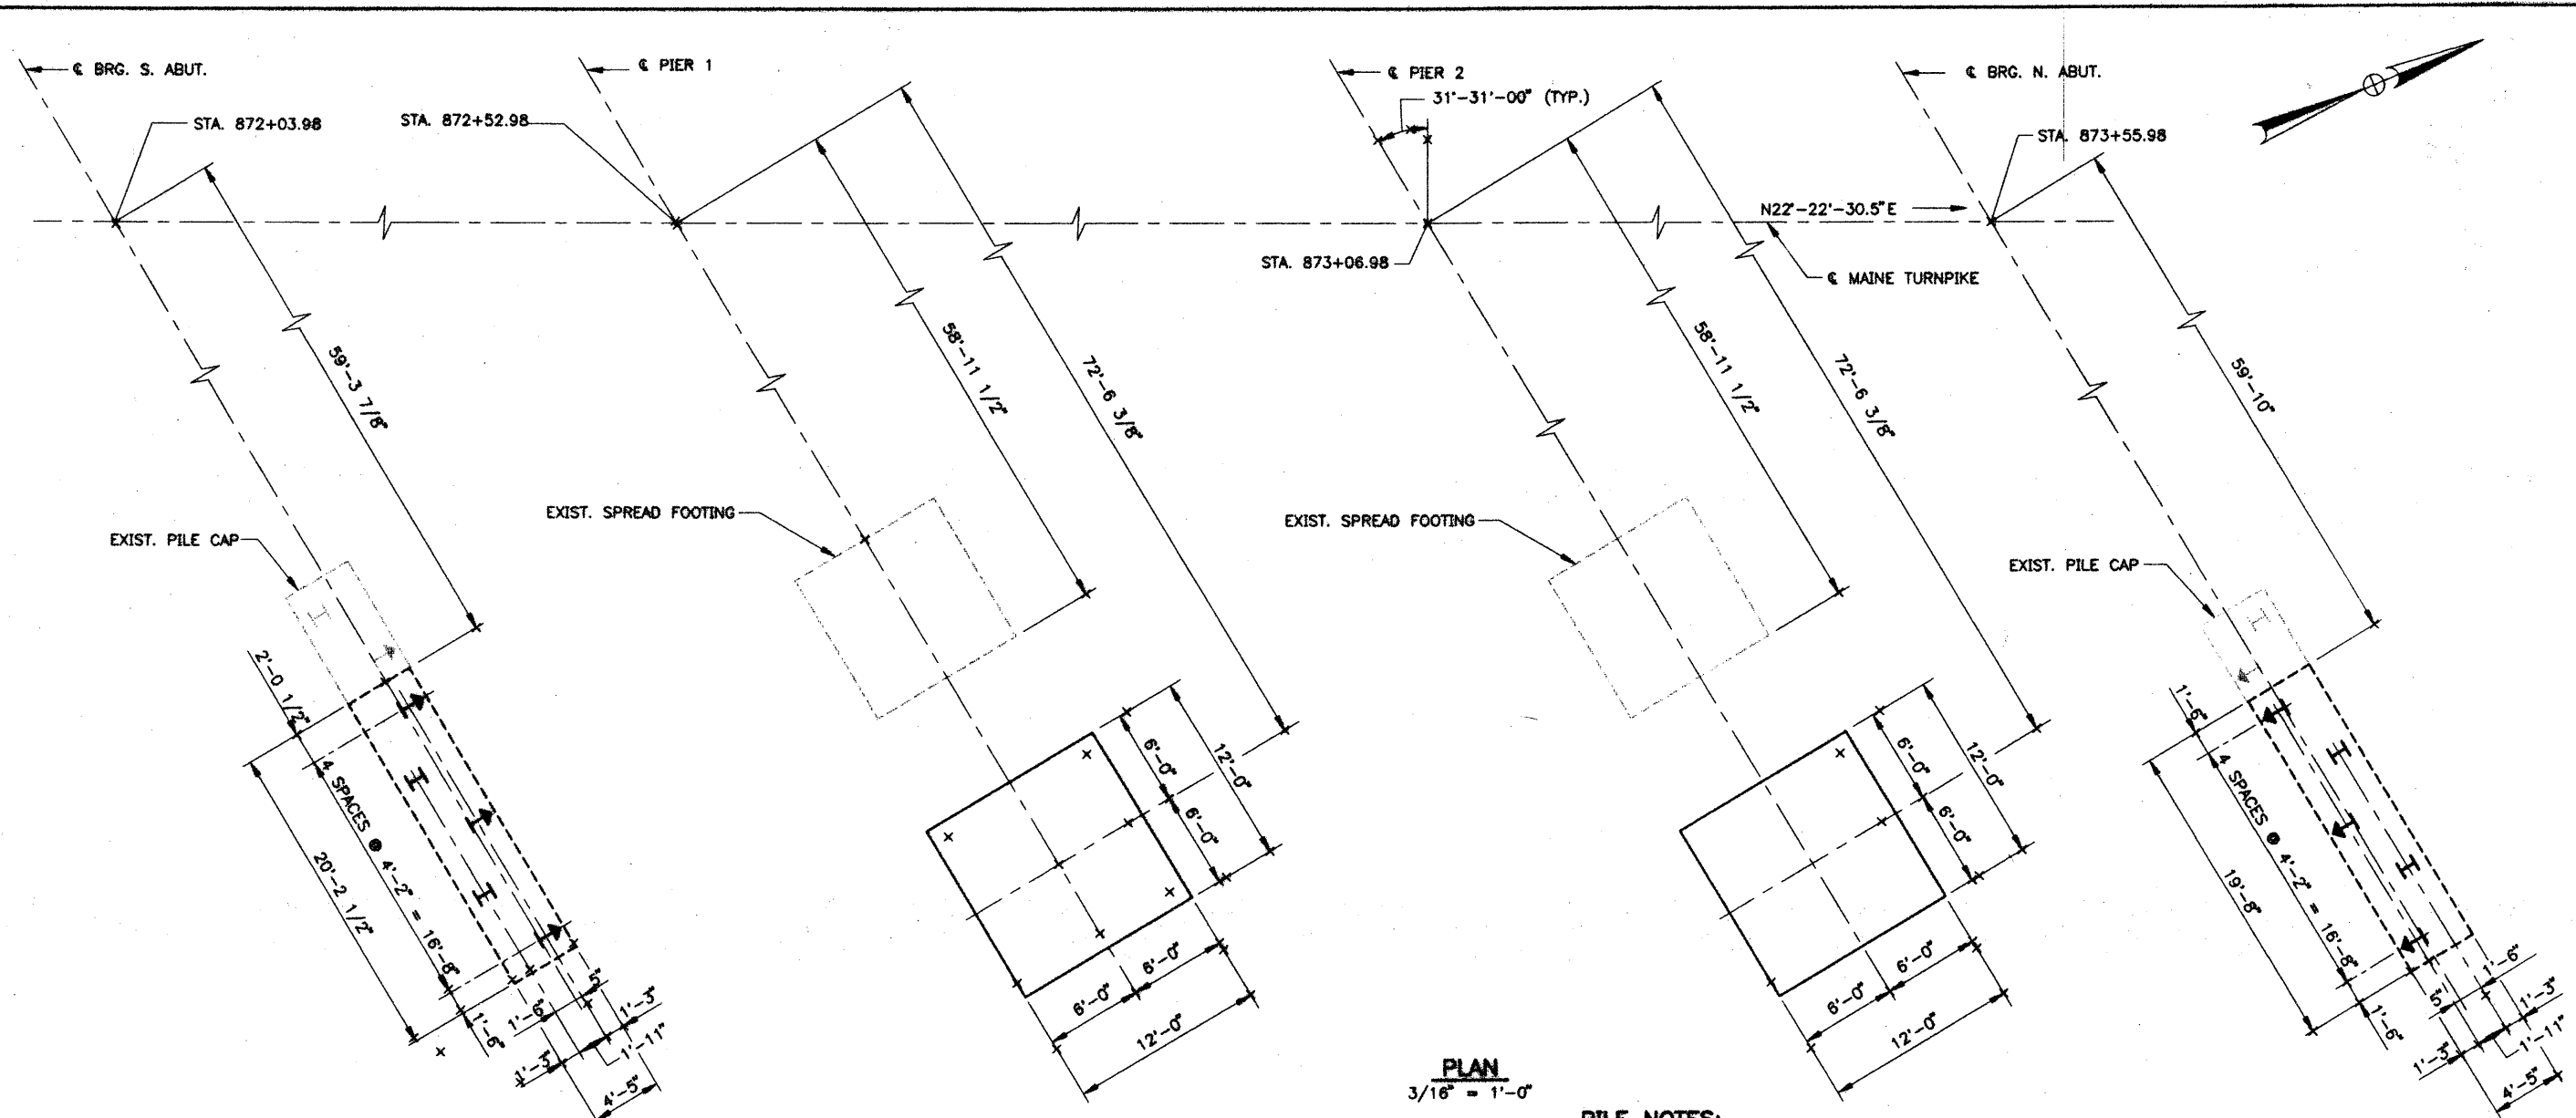 ℄ BRG. S. ABUT.
℄ PIER 1
℄ PIER 2
℄ BRG. N. ABUT.
31'-31'-00" (TYP.)
STA. 872+03.98
STA. 872+52.98
STA. 873+55.98
N22'-22'-30.5"E
STA. 873+06.98
℄ MAINE TURNPIKE
59'-3 7/8"
58'-11 1/2"
72'-6 3/8"
58'-11 1/2"
72'-6 3/8"
59'-10"
EXIST. PILE CAP
EXIST. SPREAD FOOTING
EXIST. SPREAD FOOTING
EXIST. PILE CAP
2'-0 1/2"
4 SPACES @ 4'-2" = 16'-8"
20'-2 1/2"
1'-6"
1'-6"
5"
1'-3"
1'-3"
1'-11"
4'-5"
6'-0"
12'-0"
6'-0"
6'-0"
6'-0"
12'-0"
6'-0"
12'-0"
6'-0"
6'-0"
6'-0"
12'-0"
1'-6"
4 SPACES @ 4'-2" = 16'-8"
19'-8"
1'-6"
5"
1'-6"
1'-3"
1'-3"
1'-11"
4'-5"
PLAN
3/16" = 1'-0"
PILE NOTES: